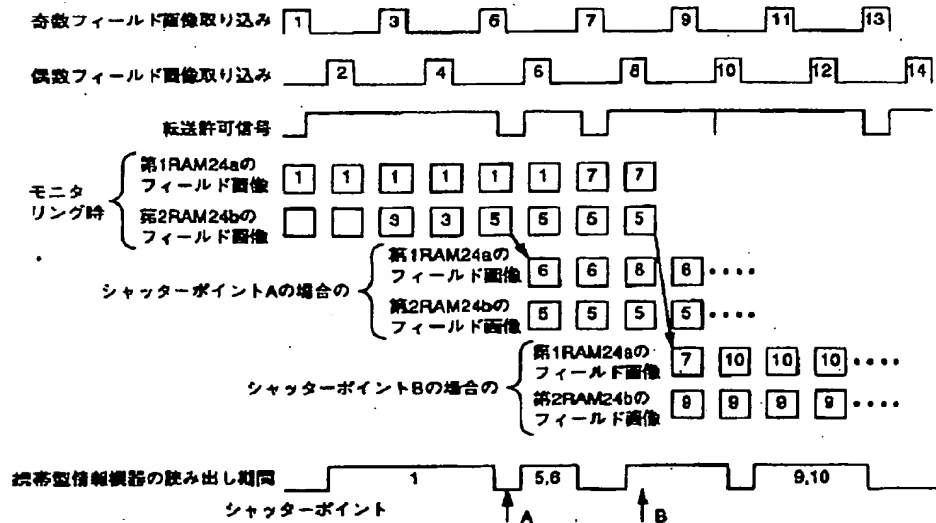 奇数フィールド画像取り込み 1 3 5 7 9 11 13
偶数フィールド画像取り込み 2 4 6 8 10 12 14
転送許可信号
モニタ
リング時
第1RAM24aの
フィールド画像 1 1 1 1 1 1 7 7
第2RAM24bの
フィールド画像 3 3 5 5 5 5
シャッターポイントAの場合の
第1RAM24aの
フィールド画像 6 6 6 6 ····
第2RAM24bの
フィールド画像 5 5 5 5 ····
シャッターポイントBの場合の
第1RAM24aの
フィールド画像 7 10 10 10 ····
第2RAM24bの
フィールド画像 9 9 9 9 ····
携帯型情報機器の読み出し期間 1 5,6 9,10
シャッターポイント A B